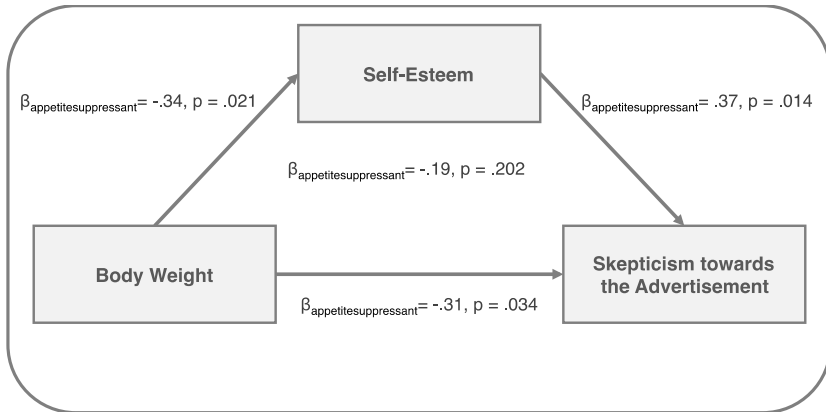 Self-Esteem
βappetitesuppressant= -.34, p = .021
βappetitesuppressant= .37, p = .014
βappetitesuppressant= -.19, p = .202
Body Weight
Skepticism towards
the Advertisement
βappetitesuppressant= -.31, p = .034